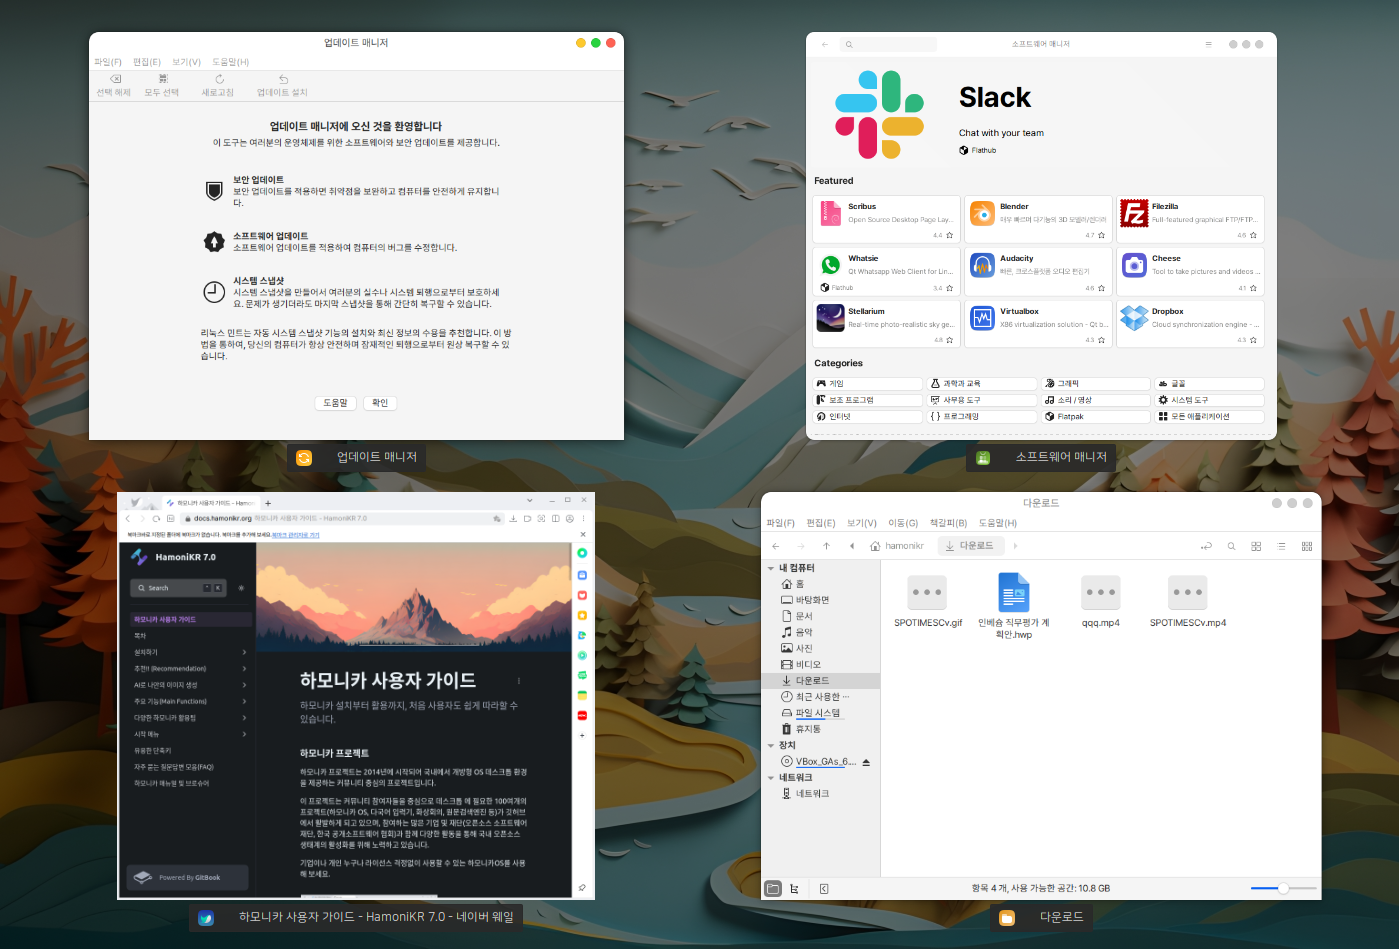 업데이트 매니저
파일(F) 편집(E) 보기(V) 도움말(H)
선택 해제 모두 선택 새로고침 업데이트 설치
업데이트 매니저에 오신 것을 환영합니다
이 도구는 여러분의 운영체제를 위한 소프트웨어와 보안 업데이트를 제공합니다.
보안 업데이트
보안 업데이트를 적용하면 취약점을 보완하고 컴퓨터를 안전하게 유지합니
다.
소프트웨어 업데이트
소프트웨어 업데이트를 적용하여 컴퓨터의 버그를 수정합니다.
시스템 스냅샷
시스템 스냅샷을 만들어서 여러분의 실수나 시스템 퇴행으로부터 보호하세
요. 문제가 생기더라도 마지막 스냅샷을 통해 간단히 복구할 수 있습니다.
리눅스 민트는 자동 시스템 스냅샷 기능의 설치와 최신 정보의 수용을 추천합니다. 이 방
법을 통하여, 당신의 컴퓨터가 항상 안전하며 잠재적인 퇴행으로부터 원상 복구할 수 있
습니다.
도움말 확인
업데이트 매니저
소프트웨어 매니저
Slack
Chat with your team
Flathub
Featured
Scribus
Open Source Desktop Page Lay...
4.4
Blender
매우 빠르며 다기능의 3D 모델러/렌더러
4.7
Filezilla
Full-featured graphical FTP/FTP...
4.6
Whatsie
Qt Whatsapp Web Client for Lin...
Flathub 3.4
Audacity
빠른, 크로스플랫폼 오디오 편집기
4.6
Cheese
Tool to take pictures and videos ...
4.1
Stellarium
Real-time photo-realistic sky ge...
4.8
Virtualbox
X86 virtualization solution - Qt b...
4.3
Dropbox
Cloud synchronization engine - ...
4.3
Categories
게임 과학과 교육 그래픽 글꼴
보조 프로그램 사무용 도구 소리 / 영상 시스템 도구
인터넷 프로그래밍 Flatpak 모든 애플리케이션
소프트웨어 매니저
하모니카 사용자 가이드 - Hamon
docs.hamonikr.org 하모니카 사용자 가이드 - HamoniKR 7.0
북마크바로 지정된 폴더에 북마크가 없습니다. 북마크를 추가해 보세요. 북마크 관리자로 가기
HamoniKR 7.0
Search
하모니카 사용자 가이드
목차
설치하기
추천!! (Recommendation)
AI로 나만의 이미지 생성
주요 기능(Main Functions)
다양한 하모니카 활용팁
시작 메뉴
유용한 단축키
자주 묻는 질문답변 모음(FAQ)
하모니카 매뉴얼 및 브로슈어
Powered By GitBook
하모니카 사용자 가이드
하모니카 설치부터 활용까지, 처음 사용자도 쉽게 따라할 수
있습니다.
하모니카 프로젝트
하모니카 프로젝트는 2014년에 시작되어 국내에서 개방형 OS 데스크톱 환경
을 제공하는 커뮤니티 중심의 프로젝트입니다.
이 프로젝트는 커뮤니티 참여자들을 중심으로 데스크톱 에 필요한 100여개의
프로젝트(하모니카 OS, 다국어 입력기, 화상회의, 원문검색엔진 등)가 깃허브
에서 활발하게 되고 있으며, 참여하는 많은 기업 및 재단(오픈소스 소프트웨어
재단, 한국 공개소프트웨어 협회)과 함께 다양한 활동을 통해 국내 오픈소스
생태계의 활성화를 위해 노력하고 있습니다.
기업이나 개인 누구나 라이선스 걱정없이 사용할 수 있는 하모니카OS를 사용
해 보세요.
하모니카 사용자 가이드 - HamoniKR 7.0 - 네이버 웨일
다운로드
파일(F) 편집(E) 보기(V) 이동(G) 책갈피(B) 도움말(H)
hamonikr 다운로드
내 컴퓨터
홈
바탕화면
문서
음악
사진
비디오
다운로드
최근 사용한 ...
파일 시스템
휴지통
장치
VBox_GAs_6....
네트워크
네트워크
SPOTIMESCv.gif
인베슘 직무평가 계
획안.hwp
qqq.mp4
SPOTIMESCv.mp4
항목 4 개, 사용 가능한 공간: 10.8 GB
다운로드